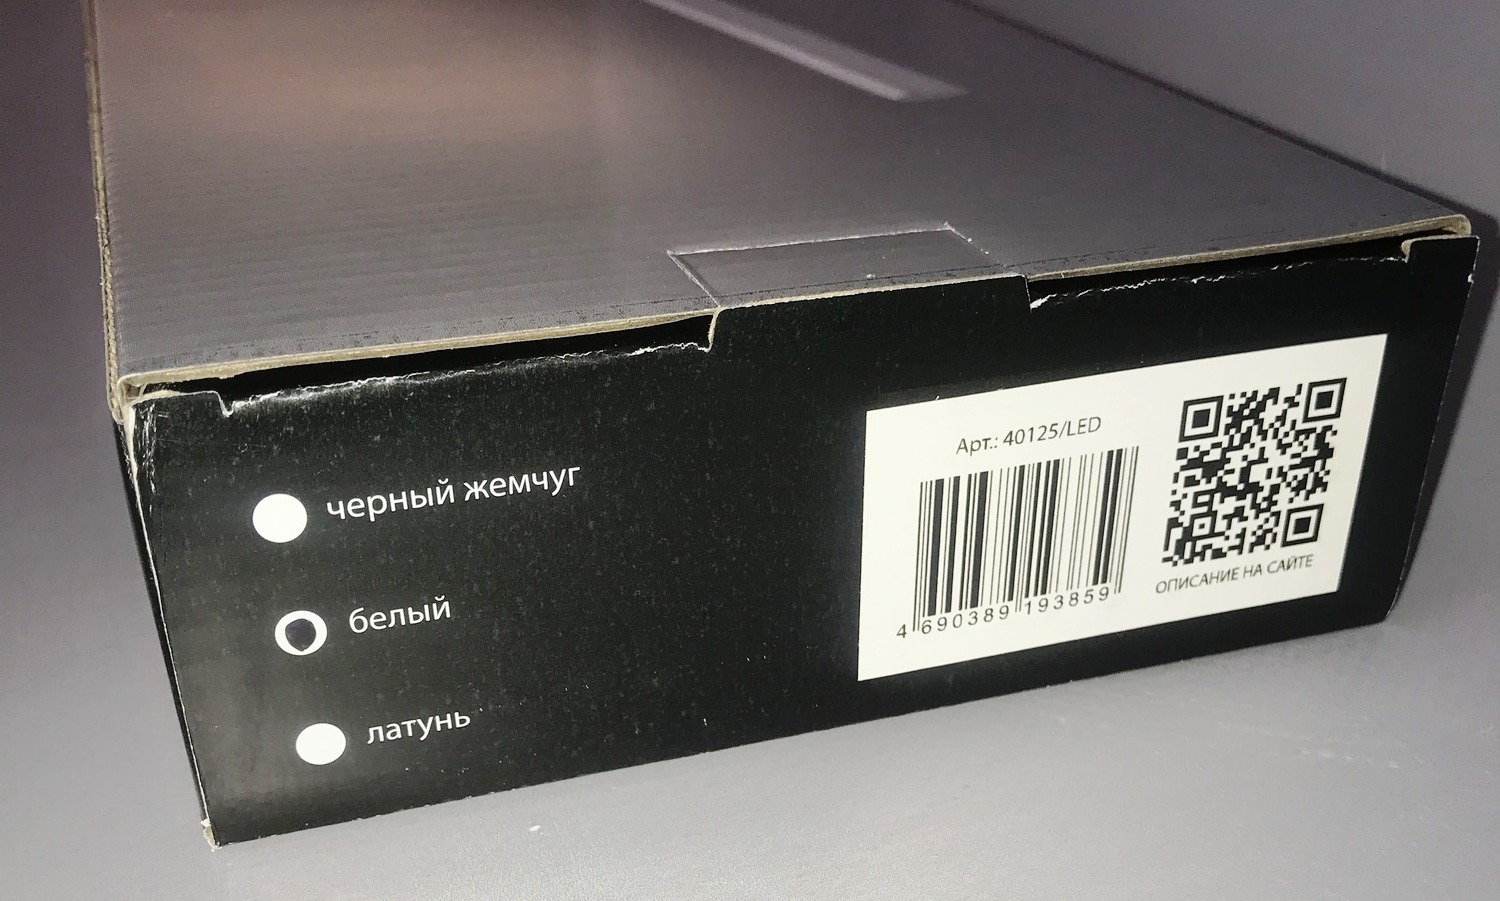 черный жемчуг
белый
латунь
Арт.: 40125/LED
4 690389 193859
ОПИСАНИЕ НА САЙТЕ